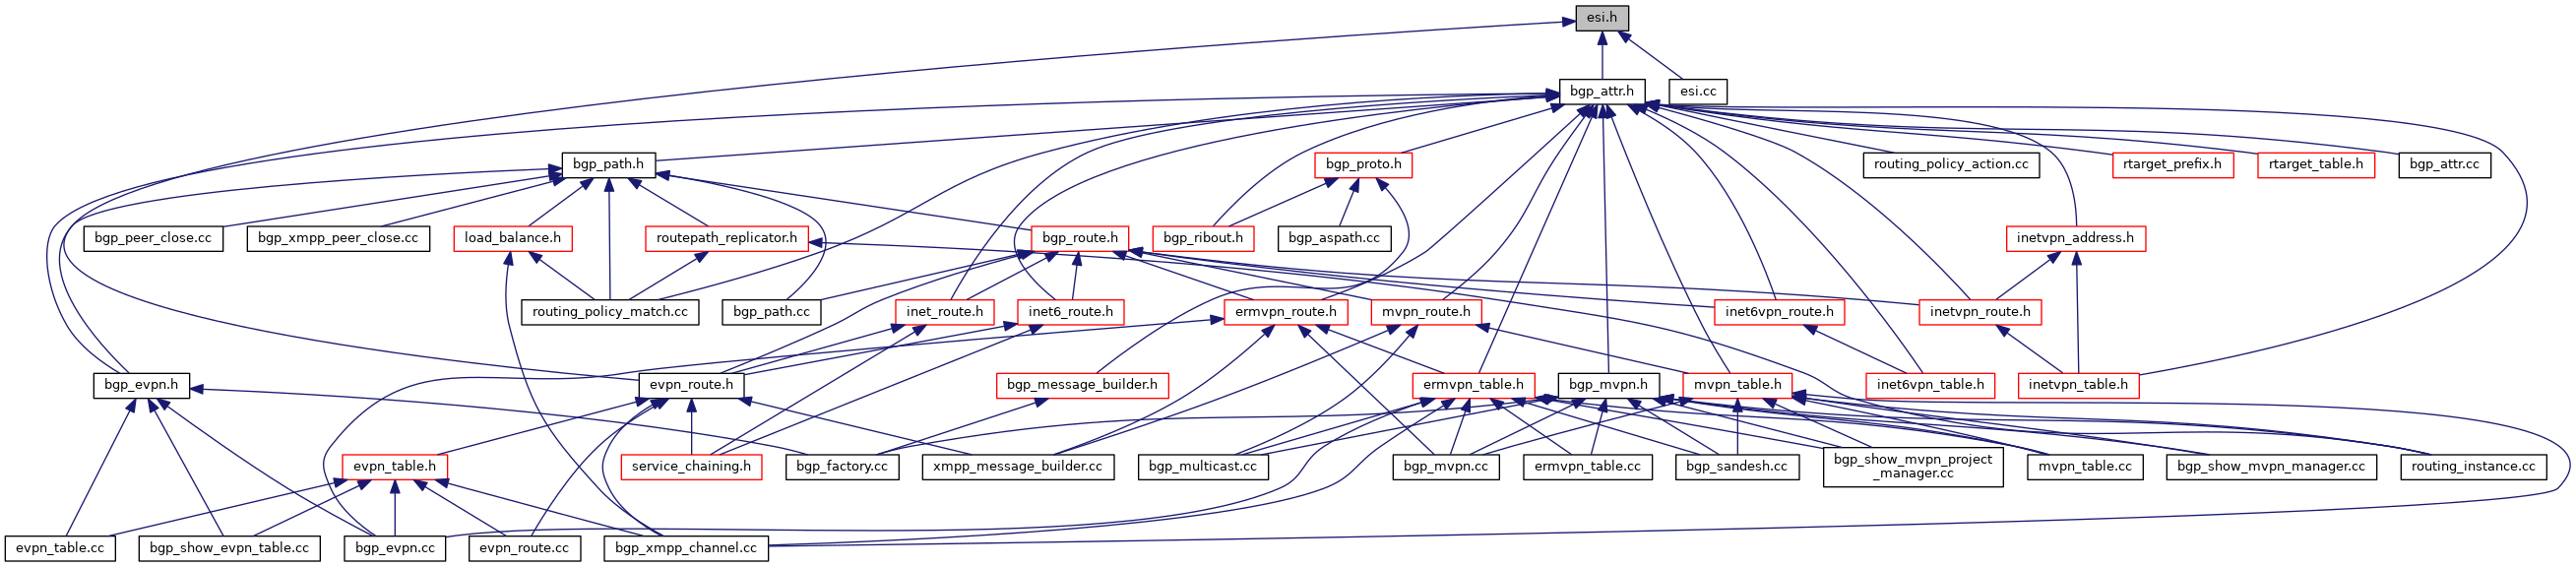 esi.h
bgp_attr.h
esi.cc
bgp_path.h
bgp_proto.h
routing_policy_action.cc
rtarget_prefix.h
rtarget_table.h
bgp_attr.cc
bgp_peer_close.cc
bgp_xmpp_peer_close.cc
load_balance.h
routepath_replicator.h
bgp_route.h
bgp_ribout.h
bgp_aspath.cc
inetvpn_address.h
routing_policy_match.cc
bgp_path.cc
inet_route.h
inet6_route.h
ermvpn_route.h
mvpn_route.h
inet6vpn_route.h
inetvpn_route.h
bgp_evpn.h
evpn_route.h
bgp_message_builder.h
ermvpn_table.h
bgp_mvpn.h
mvpn_table.h
inet6vpn_table.h
inetvpn_table.h
evpn_table.h
service_chaining.h
bgp_factory.cc
xmpp_message_builder.cc
bgp_multicast.cc
bgp_mvpn.cc
ermvpn_table.cc
bgp_sandesh.cc
bgp_show_mvpn_project
_manager.cc
mvpn_table.cc
bgp_show_mvpn_manager.cc
routing_instance.cc
evpn_table.cc
bgp_show_evpn_table.cc
bgp_evpn.cc
evpn_route.cc
bgp_xmpp_channel.cc